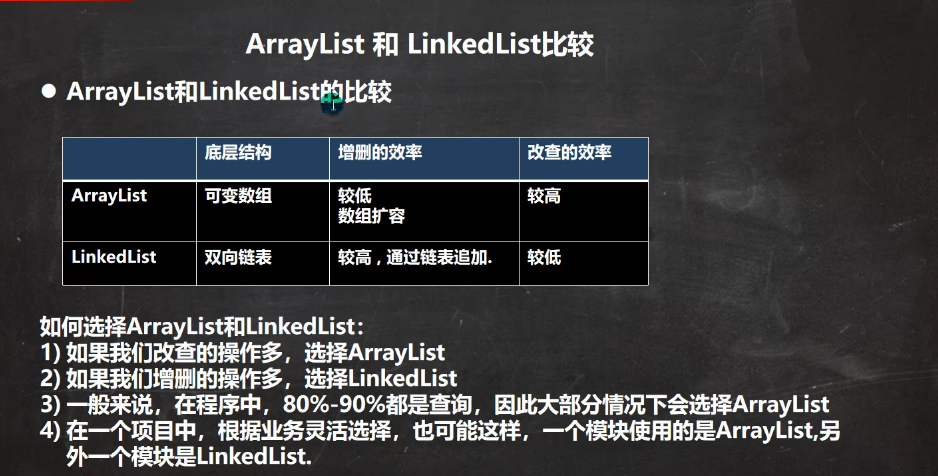 ArrayList 和 LinkedList比较
● ArrayList和LinkedList的比较
底层结构 增删的效率 改查的效率
ArrayList 可变数组 较低 较高
数组扩容
LinkedList 双向链表 较高 , 通过链表追加. 较低
如何选择ArrayList和LinkedList：
1) 如果我们改查的操作多，选择ArrayList
2) 如果我们增删的操作多，选择LinkedList
3) 一般来说，在程序中，80%-90%都是查询，因此大部分情况下会选择ArrayList
4) 在一个项目中，根据业务灵活选择，也可能这样，一个模块使用的是ArrayList,另
外一个模块是LinkedList.